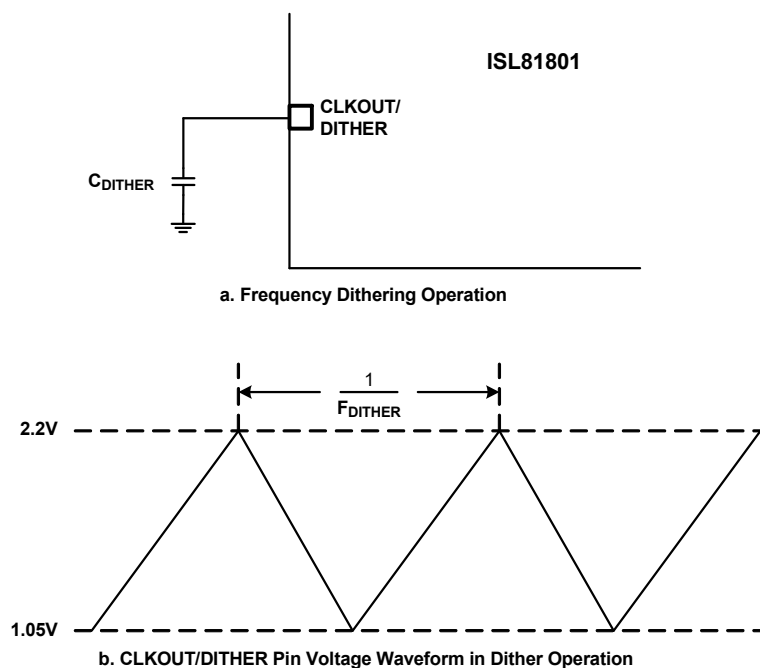 ISL81801
CLKOUT/
DITHER
CDITHER
a. Frequency Dithering Operation
1
FDITHER
2.2V
1.05V
b. CLKOUT/DITHER Pin Voltage Waveform in Dither Operation